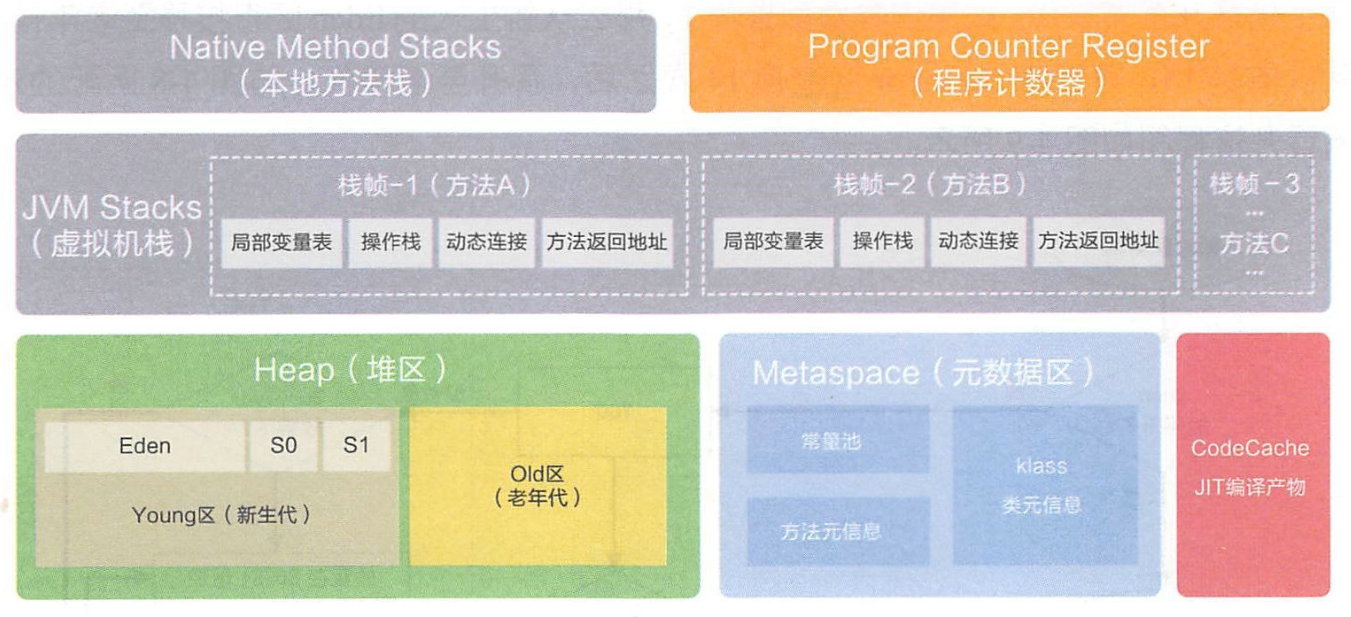 Native Method Stacks
（本地方法栈）
Program Counter Register
（程序计数器）
JVM Stacks
（虚拟机栈）
栈帧-1（方法A）
局部变量表
操作栈
动态连接
方法返回地址
栈帧-2（方法B）
局部变量表
操作栈
动态连接
方法返回地址
栈帧-3
...
方法C
...
Heap（堆区）
Eden
S0
S1
Young区（新生代）
Old区
（老年代）
Metaspace（元数据区）
常量池
方法元信息
klass
类元信息
CodeCache
JIT编译产物